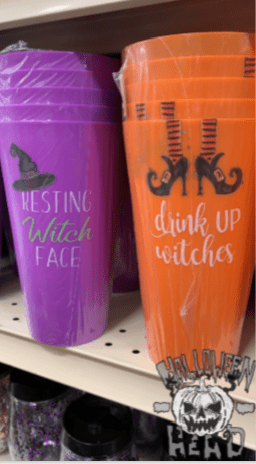 RESTING
Witch
FACE
drink UP
witches
HALLOWEEN
HEAD